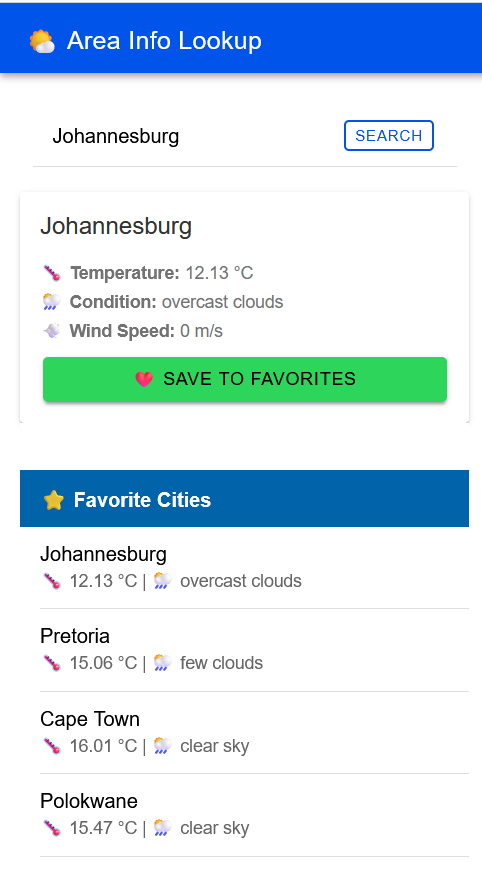 Area Info Lookup
Johannesburg SEARCH
Johannesburg
Temperature: 12.13 °C
Condition: overcast clouds
Wind Speed: 0 m/s
SAVE TO FAVORITES
Favorite Cities
Johannesburg
12.13 °C | overcast clouds
Pretoria
15.06 °C | few clouds
Cape Town
16.01 °C | clear sky
Polokwane
15.47 °C | clear sky